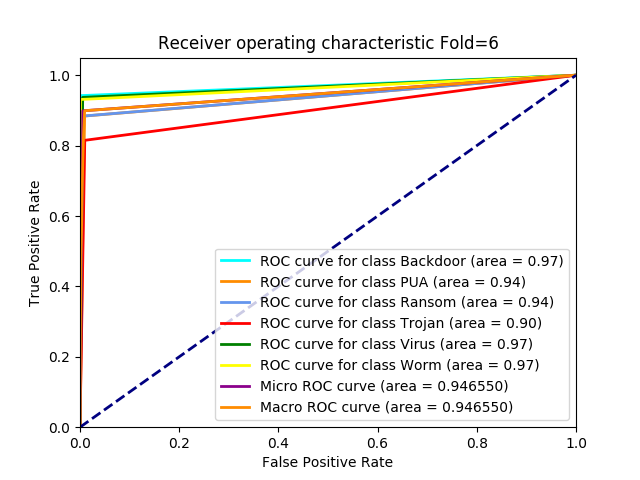 Receiver operating characteristic Fold=6
True Positive Rate
1.0
0.8
0.6
0.4
0.2
0.0
ROC curve for class Backdoor (area = 0.97)
ROC curve for class PUA (area = 0.94)
ROC curve for class Ransom (area = 0.94)
ROC curve for class Trojan (area = 0.90)
ROC curve for class Virus (area = 0.97)
ROC curve for class Worm (area = 0.97)
Micro ROC curve (area = 0.946550)
Macro ROC curve (area = 0.946550)
0.0 0.2 0.4 0.6 0.8 1.0
False Positive Rate